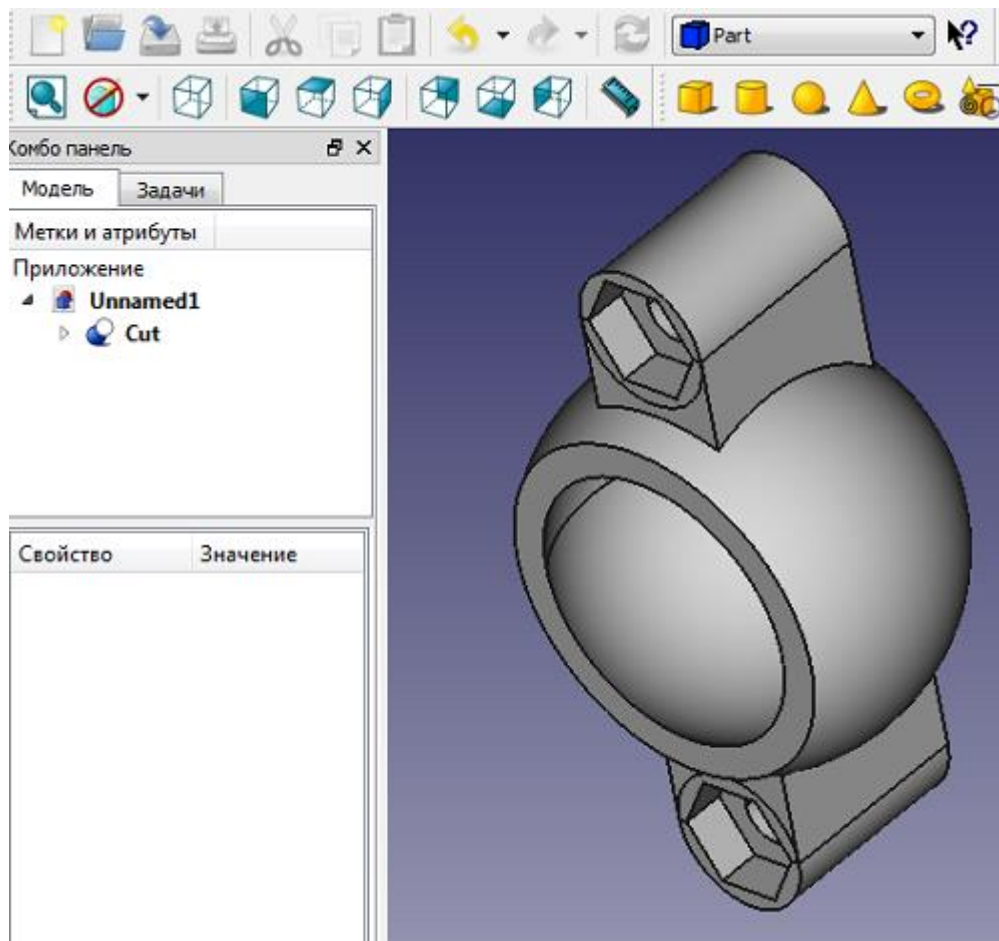 Part
Комбо панель
Модель Задачи
Метки и атрибуты
Приложение
Unnamed1
Cut
Свойство Значение